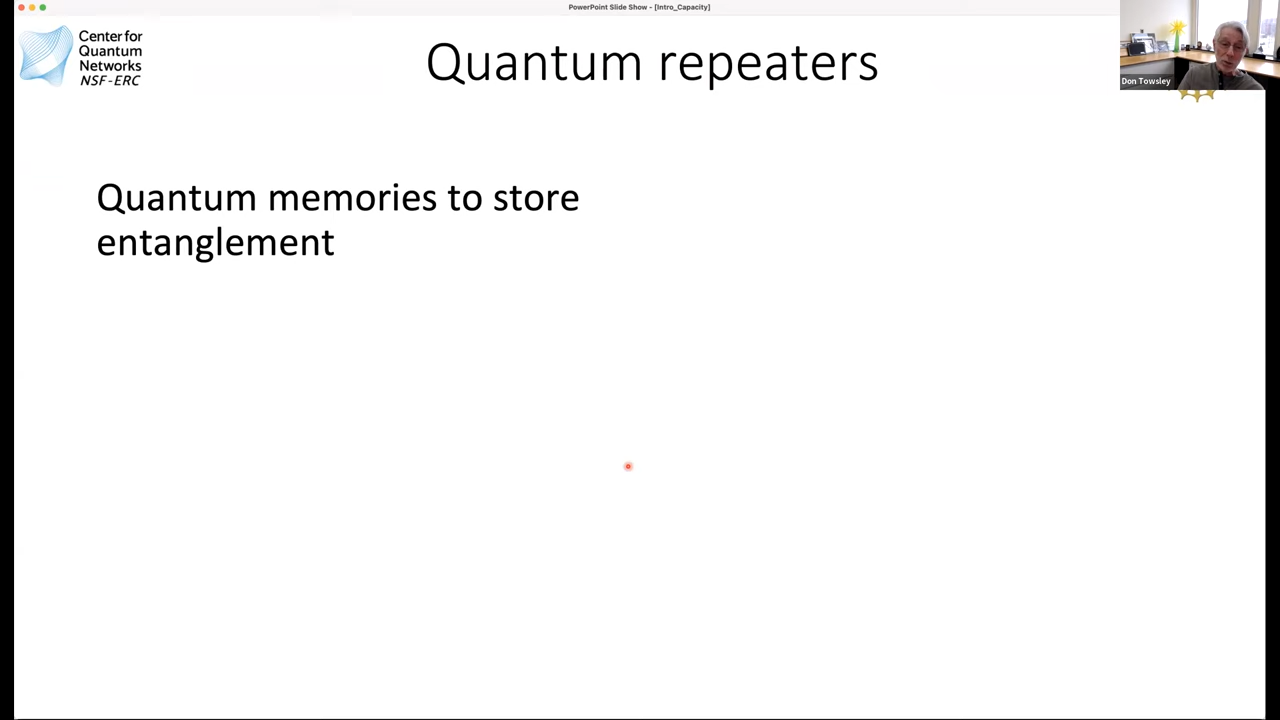 PowerPoint Slide Show - [Intro_Capacity]
Center for
Quantum
Networks
NSF-ERC
Quantum repeaters
Don Towsley
Quantum memories to store
entanglement